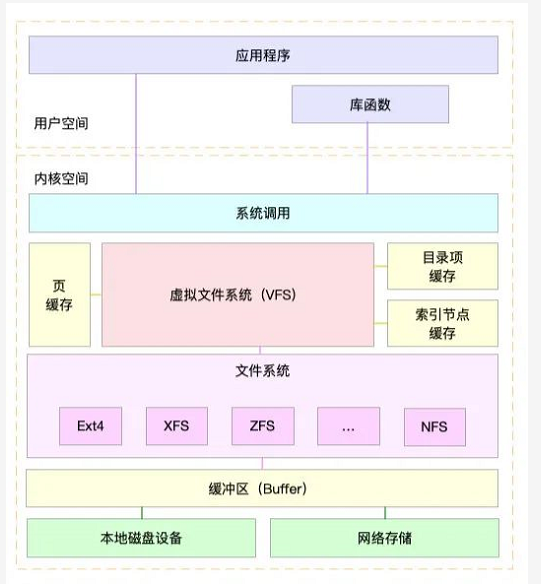 应用程序
库函数
用户空间
内核空间
系统调用
页
缓存
虚拟文件系统（VFS）
目录项
缓存
索引节点
缓存
文件系统
Ext4
XFS
ZFS
...
NFS
缓冲区（Buffer）
本地磁盘设备
网络存储